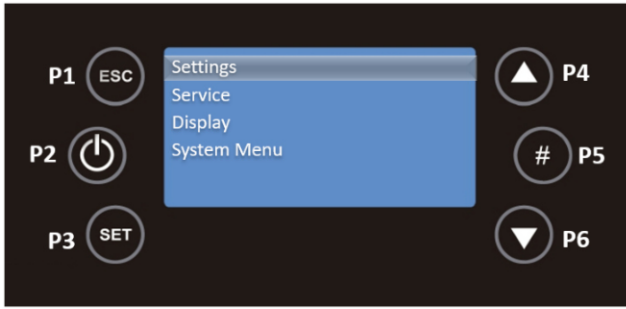 P1 ESC Settings P4
Service
P2 Display # P5
System Menu
P3 SET P6